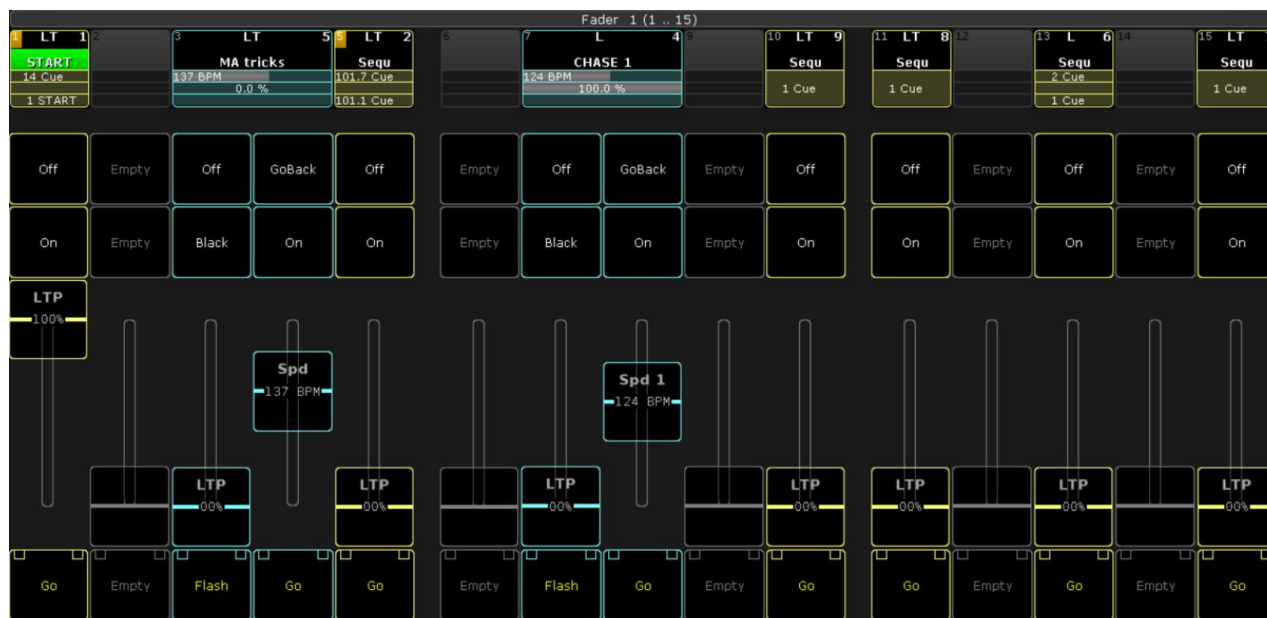 Fader 1 (1 .. 15)
1 LT 1 2 3 LT 5 5 LT 2 6 7 L 4 9 10 LT 9 11 LT 8 12 13 L 6 14 15 LT
START MA tricks Sequ CHASE 1 Sequ Sequ Sequ Sequ
14 Cue 137 BPM 101.7 Cue 124 BPM 2 Cue
0.0 % 100.0 % 1 Cue 1 Cue 1 Cue
1 START 101.1 Cue 1 Cue
Off Empty Off GoBack Off Empty Off GoBack Empty Off Off Empty Off Empty Off
On Empty Black On On Empty Black On Empty On On Empty On Empty On
LTP
100%
Spd
137 BPM
Spd 1
124 BPM
LTP LTP LTP LTP LTP LTP LTP
00% 00% 00% 00% 00% 00% 00%
Go Empty Flash Go Go Empty Flash Go Empty Go Go Empty Go Empty Go